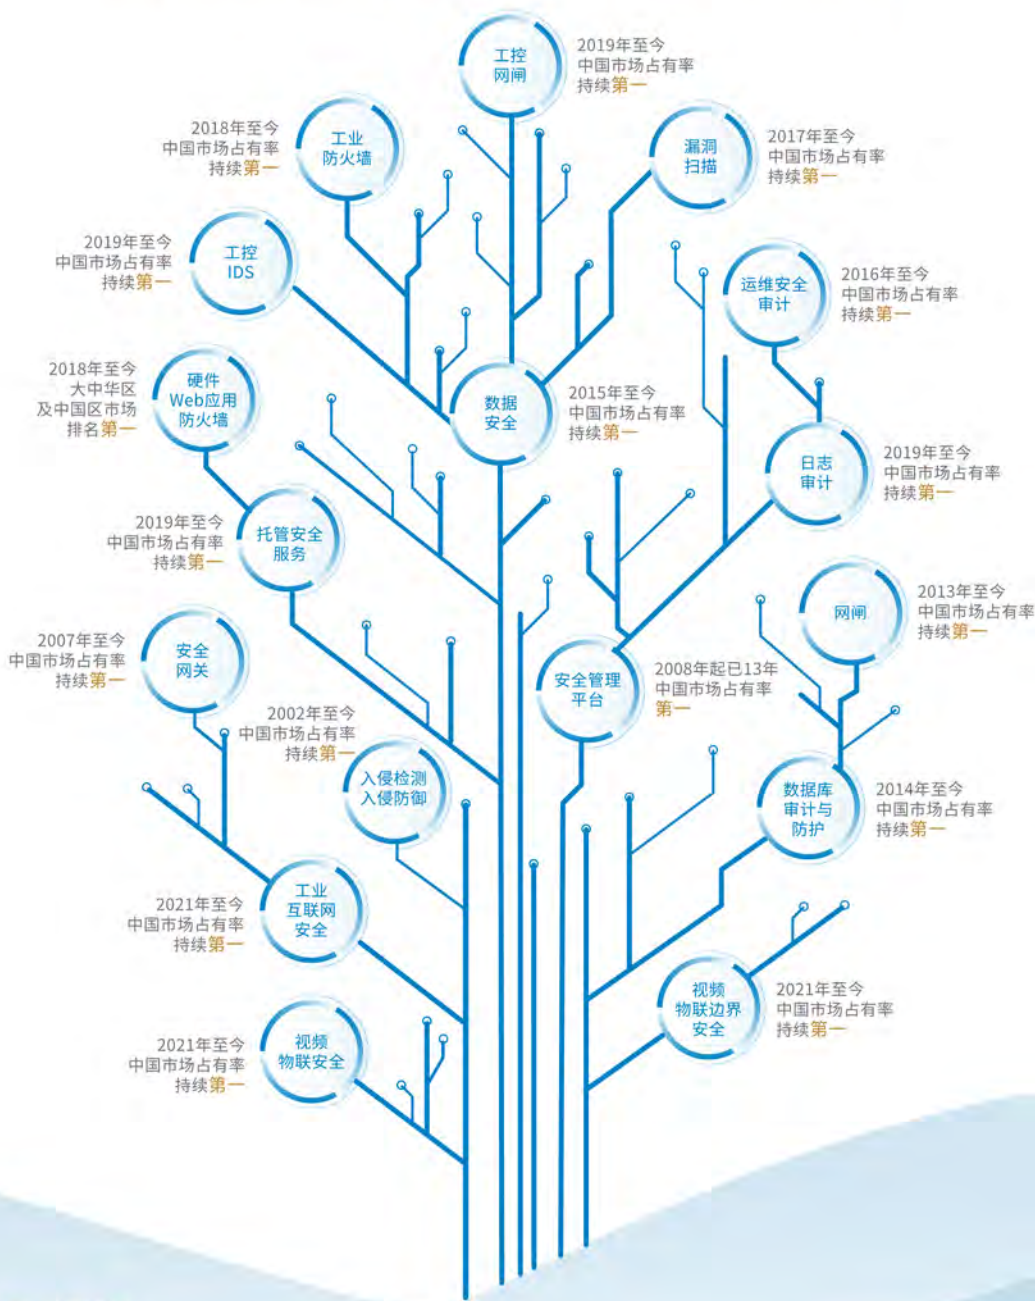 工控
网闸
2019年至今
中国市场占有率
持续第一
2018年至今
中国市场占有率
持续第一
工业
防火墙
漏洞
扫描
2017年至今
中国市场占有率
持续第一
2019年至今
中国市场占有率
持续第一
工控
IDS
运维安全
审计
2016年至今
中国市场占有率
持续第一
2018年至今
大中华区
及中国区市场
排名第一
硬件
Web应用
防火墙
数据
安全
2015年至今
中国市场占有率
持续第一
日志
审计
2019年至今
中国市场占有率
持续第一
2019年至今
中国市场占有率
持续第一
托管安全
服务
网闸
2013年至今
中国市场占有率
持续第一
2007年至今
中国市场占有率
持续第一
安全
网关
安全管理
平台
2008年起已13年
中国市场占有率
第一
2002年至今
中国市场占有率
持续第一
入侵检测
入侵防御
数据库
审计与
防护
2014年至今
中国市场占有率
持续第一
2021年至今
中国市场占有率
持续第一
工业
互联网
安全
视频
物联边界
安全
2021年至今
中国市场占有率
持续第一
2021年至今
中国市场占有率
持续第一
视频
物联安全